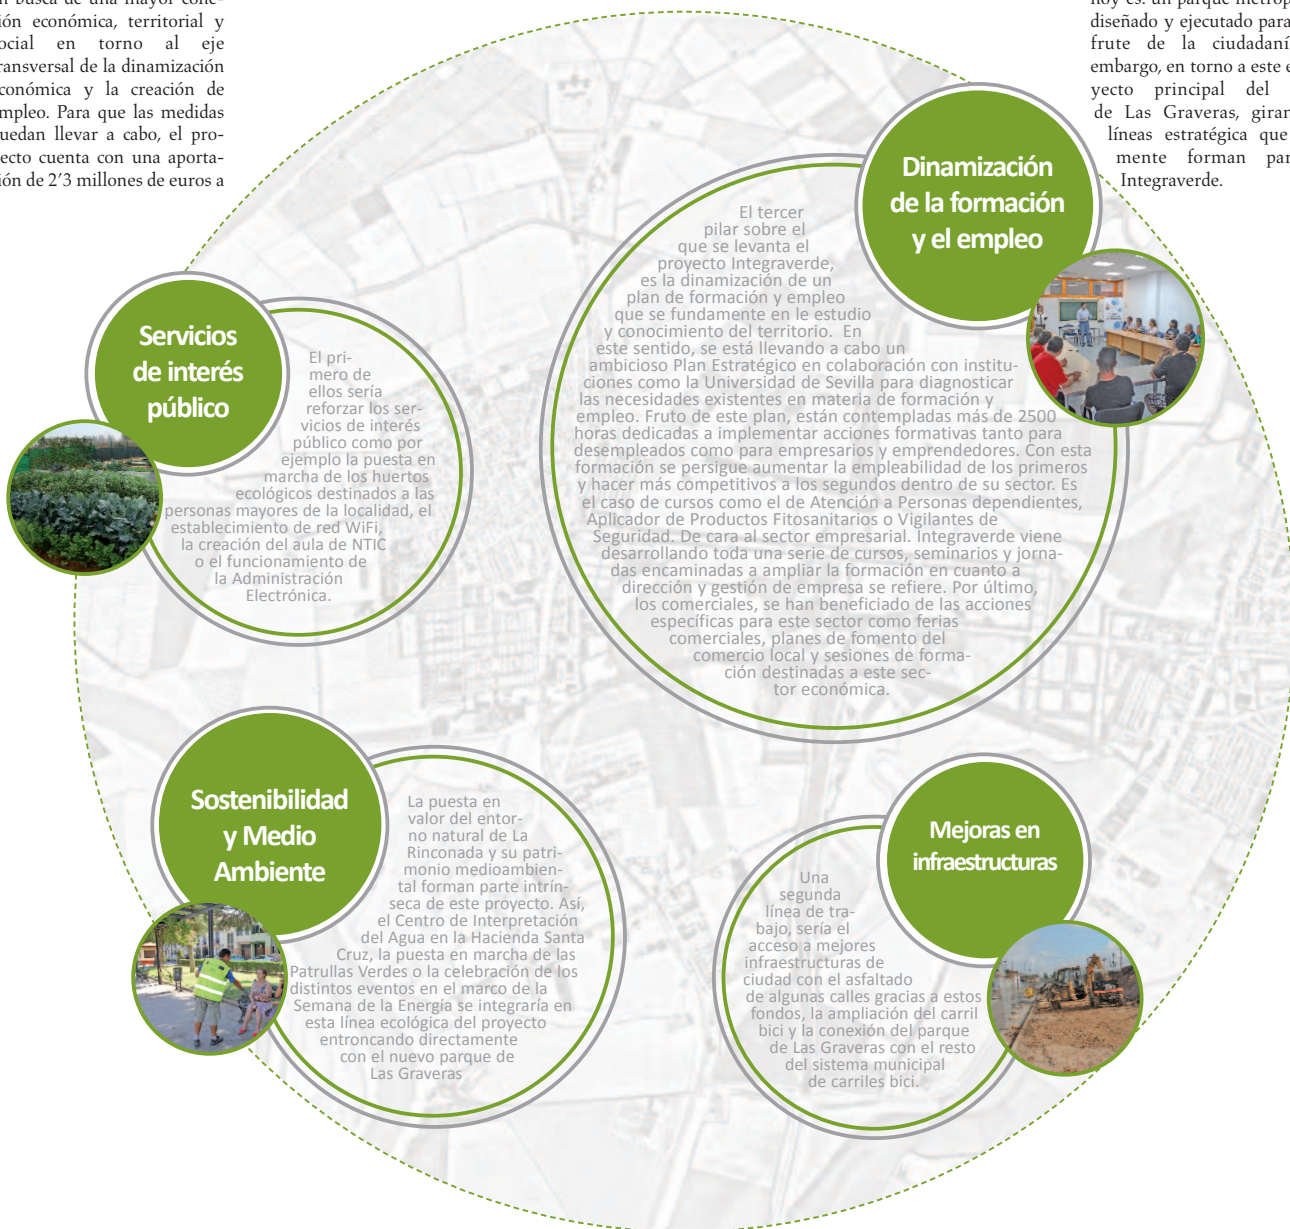 busca de una mayor
económica, territorial y
en torno al eje
de la dinamización
y la creación de
Para que las medidas
llevar a cabo, el pro-
cuenta con una aporta-
de 2’3 millones de euros a
diseñado y ejecutado para
frute de la
embargo, en torno a este
principal del
de Las Graveras, giran
líneas estratégica que
mente forman
Integraverde.
Dinamización
de la formación
y el empleo
El tercer
pilar sobre el
que se levanta el
proyecto Integraverde,
es la dinamización de un
plan de formación y empleo
que se fundamente en le estudio
y conocimiento del territorio. En
este sentido, se está llevando a cabo un
ambicioso Plan Estratégico en colaboración con institu-
ciones como la Universidad de Sevilla para diagnosticar
las necesidades existentes en materia de formación y
empleo. Fruto de este plan, están contempladas más de 2500
horas dedicadas a implementar acciones formativas tanto para
desempleados como para empresarios y emprendedores. Con esta
formación se persigue aumentar la empleabilidad de los primeros
y hacer más competitivos a los segundos dentro de su sector. Es
el caso de cursos como el de Atención a Personas dependientes,
Aplicador de Productos Fitosanitarios o Vigilantes de
Seguridad. De cara al sector empresarial. Integraverde viene
desarrollando toda una serie de cursos, seminarios y jorna-
das encaminadas a ampliar la formación en cuanto a
dirección y gestión de empresa se refiere. Por último,
los comerciales, se han beneficiado de las acciones
específicas para este sector como ferias
comerciales, planes de fomento del
comercio local y sesiones de forma-
ción destinadas a este sec-
tor económica.
Servicios
de interés
público
El pri-
mero de
ellos sería
reforzar los ser-
vicios de interés
público como por
ejemplo la puesta en
marcha de los huertos
ecológicos destinados a las
personas mayores de la localidad, el
establecimiento de red WiFi,
la creación del aula de NTIC
o el funcionamiento de
la Administración
Electrónica.
Sostenibilidad
y Medio
Ambiente
La puesta en
valor del entor-
no natural de La
Rinconada y su patri-
monio medioambien-
tal forman parte intrín-
seca de este proyecto. Así,
el Centro de Interpretación
del Agua en la Hacienda Santa
Cruz, la puesta en marcha de las
Patrullas Verdes o la celebración de los
distintos eventos en el marco de la
Semana de la Energía se integraría en
esta línea ecológica del proyecto
entroncando directamente
con el nuevo parque de
Las Graveras
Mejoras en
infraestructuras
Una
segunda
línea de tra-
bajo, sería el
acceso a mejores
infraestructuras de
ciudad con el asfaltado
de algunas calles gracias a estos
fondos, la ampliación del carril
bici y la conexión del parque
de Las Graveras con el resto
del sistema municipal
de carriles bici.